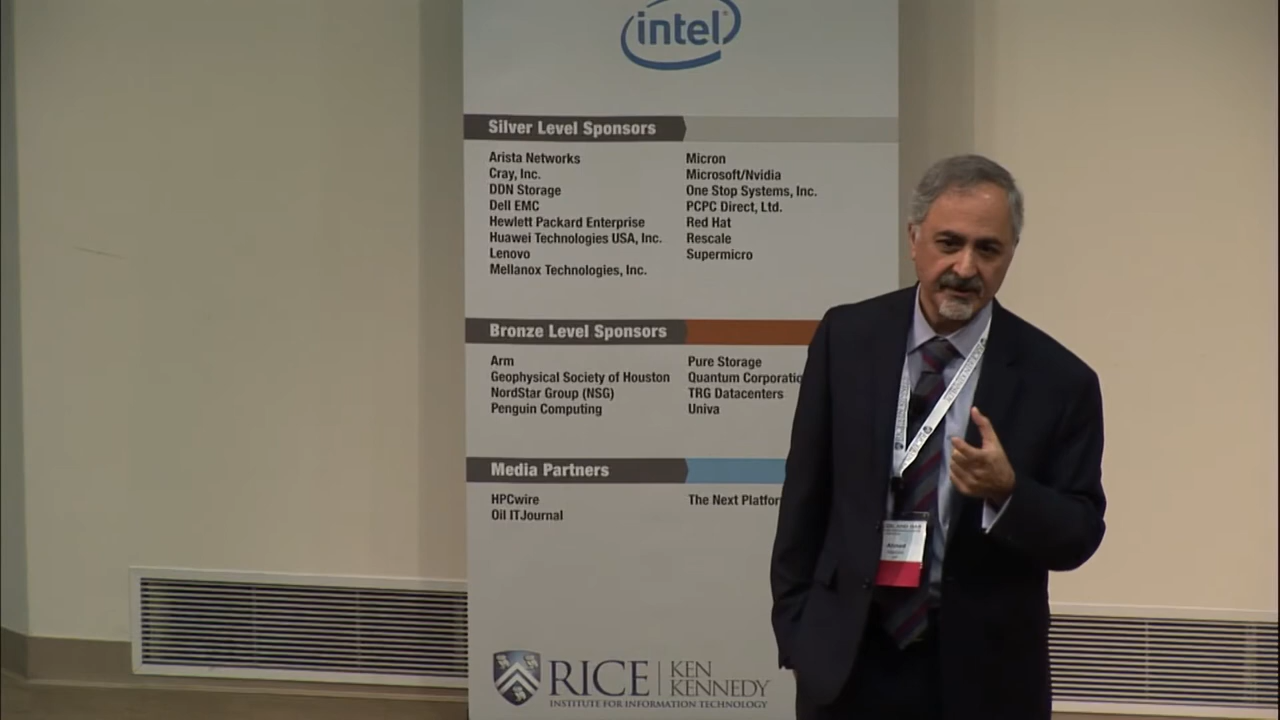 intel
Silver Level Sponsors
Arista Networks
Cray, Inc.
DDN Storage
Dell EMC
Hewlett Packard Enterprise
Huawei Technologies USA, Inc.
Lenovo
Mellanox Technologies, Inc.
Micron
Microsoft/Nvidia
One Stop Systems, Inc.
PCPC Direct, Ltd.
Red Hat
Rescale
Supermicro
Bronze Level Sponsors
Arm
Geophysical Society of Houston
NordStar Group (NSG)
Penguin Computing
Pure Storage
Quantum Corporatio
TRG Datacenters
Univa
Media Partners
HPCwire
Oil ITJournal
The Next Platfor
RICE
KEN
KENNEDY
INSTITUTE FOR INFORMATION TECHNOLOGY